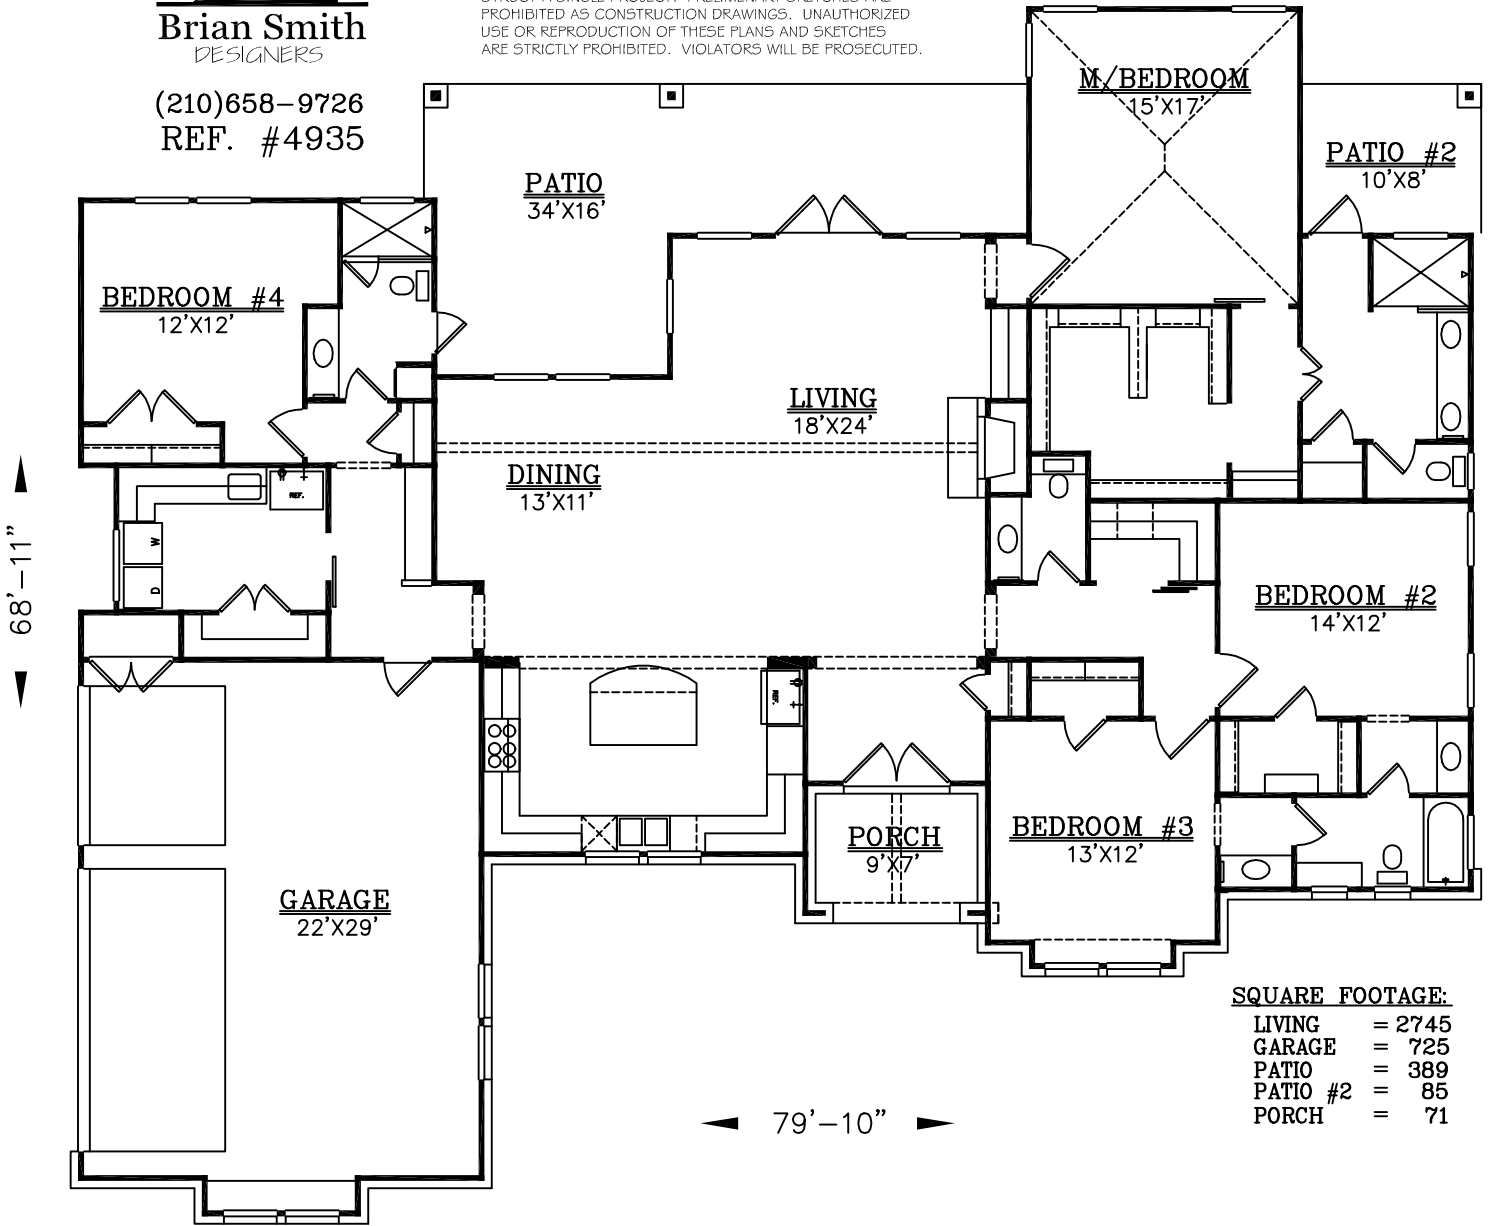 Brian Smith
DESIGNERS
(210)658-9726
REF. #4935
PROHIBITED AS CONSTRUCTION DRAWINGS. UNAUTHORIZED
USE OR REPRODUCTION OF THESE PLANS AND SKETCHES
ARE STRICTLY PROHIBITED. VIOLATORS WILL BE PROSECUTED.
M/BEDROOM
15'X17'
PATIO #2
10'X8'
PATIO
34'X16'
BEDROOM #4
12'X12'
LIVING
18'X24'
DINING
13'X11'
REF.
W
D
68'-11"
BEDROOM #2
14'X12'
REF.
PORCH
9'X7'
BEDROOM #3
13'X12'
GARAGE
22'X29'
79'-10"
SQUARE FOOTAGE:
LIVING = 2745
GARAGE = 725
PATIO = 389
PATIO #2 = 85
PORCH = 71